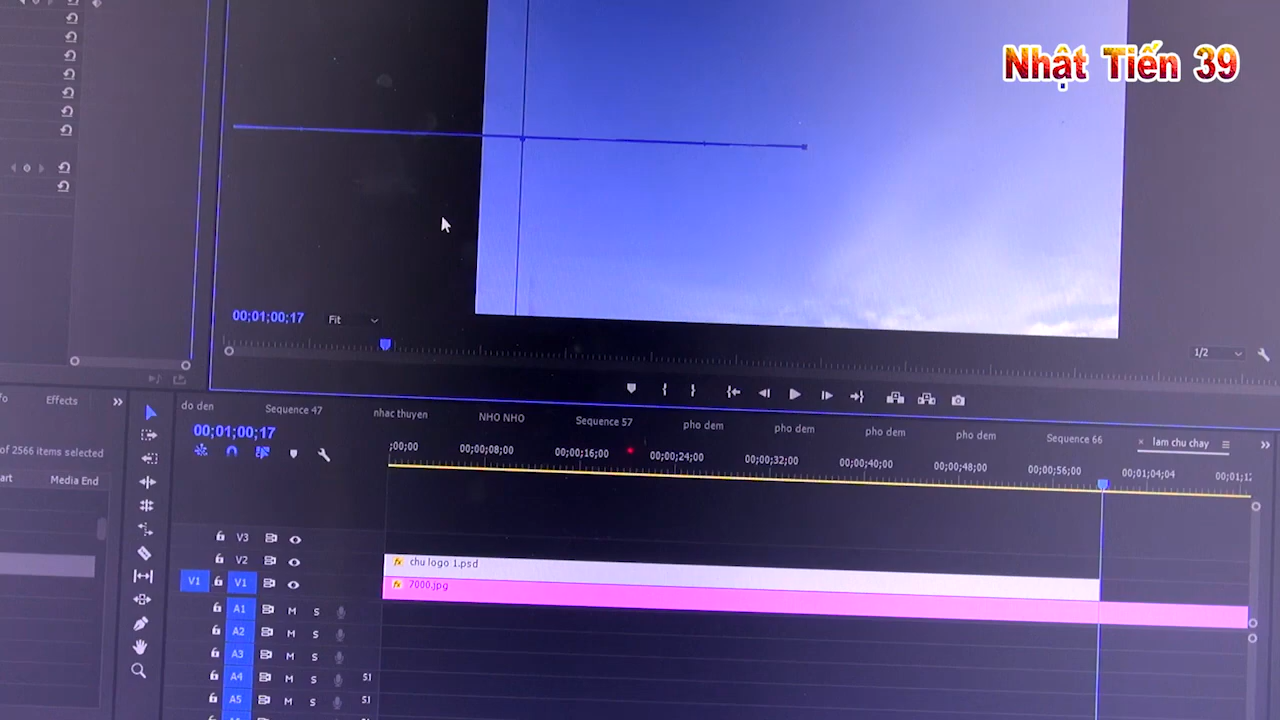 Nhật Tiến 39
00;01;00;17
Fit
1/2
Effects
of 2566 items selected
Media End
do den
Sequence 47
nhac thuyen
NHO NHO
Sequence 57
pho dem
pho dem
pho dem
pho dem
Sequence 66
× lam chu chay
00;01;00;17
;00;00
00;00;08;00
00;00;16;00
00;00;24;00
00;00;32;00
00;00;40;00
00;00;48;00
00;00;56;00
00;01;04;04
00;01;12
V3
V2
chu logo 1.psd
V1
V1
fx 7000.jpg
A1 M S
A2 M S
A3 M S
A4 M S
A5 M S